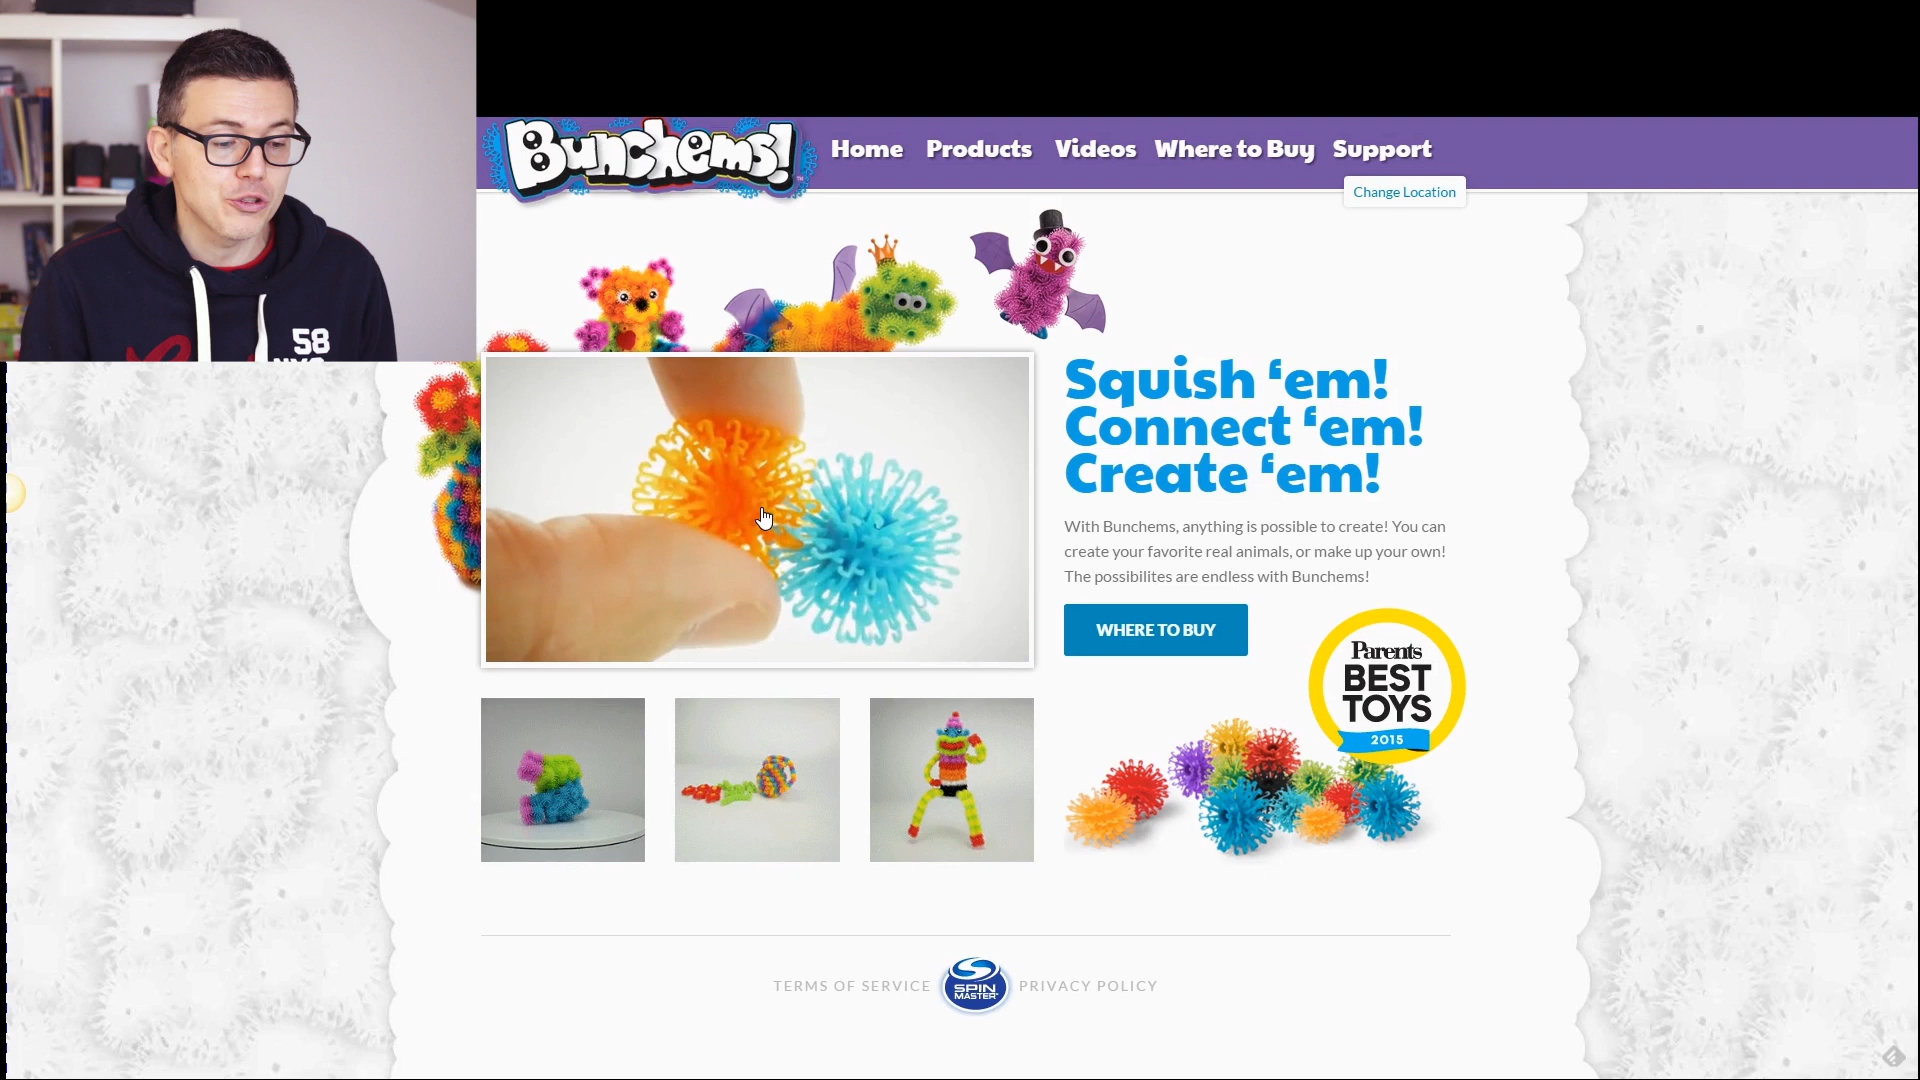 Bunchems!
Home Products Videos Where to Buy Support
Change Location
58
Squish ‘em!
Connect ‘em!
Create ‘em!
With Bunchems, anything is possible to create! You can
create your favorite real animals, or make up your own!
The possibilites are endless with Bunchems!
WHERE TO BUY
Parents
BEST
TOYS
2015
TERMS OF SERVICE
SPIN
MASTER
PRIVACY POLICY